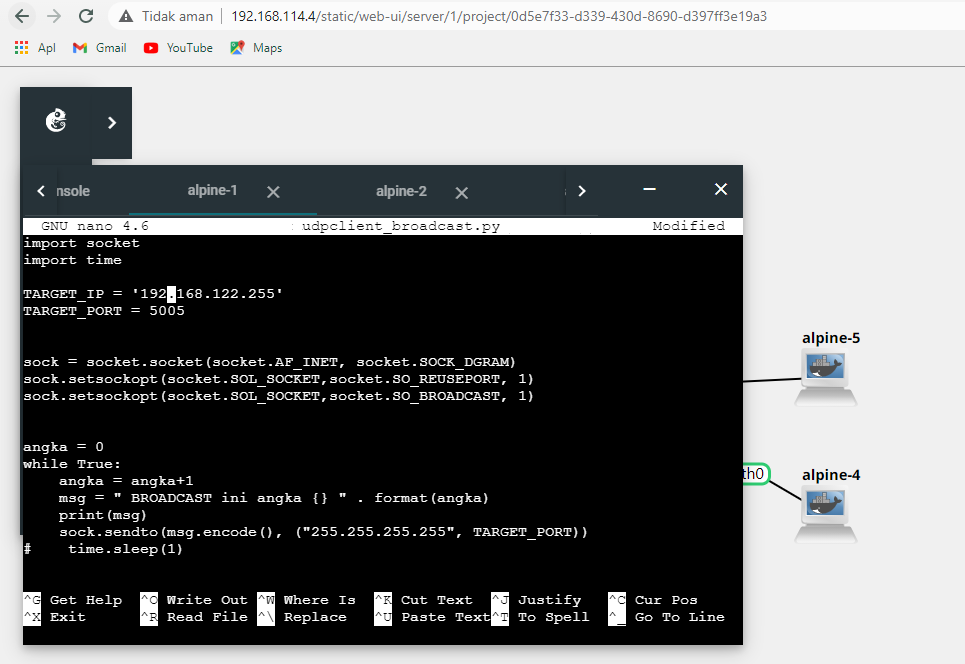 Tidak aman | 192.168.114.4/static/web-ui/server/1/project/0d5e7f33-d339-430d-8690-d397ff3e19a3
Apl Gmail YouTube Maps
nsole alpine-1 alpine-2
GNU nano 4.6 udpclient_broadcast.py Modified
import socket
import time
TARGET_IP = '192.168.122.255'
TARGET_PORT = 5005
sock = socket.socket(socket.AF_INET, socket.SOCK_DGRAM)
sock.setsockopt(socket.SOL_SOCKET,socket.SO_REUSEPORT, 1)
sock.setsockopt(socket.SOL_SOCKET,socket.SO_BROADCAST, 1)
angka = 0
while True:
    angka = angka+1
    msg = " BROADCAST ini angka {} " . format(angka)
    print(msg)
    sock.sendto(msg.encode(), ("255.255.255.255", TARGET_PORT))
#    time.sleep(1)
^G Get Help ^O Write Out ^W Where Is ^K Cut Text ^J Justify ^C Cur Pos
^X Exit ^R Read File ^\ Replace ^U Paste Text ^T To Spell ^_ Go To Line
alpine-5
th0
alpine-4